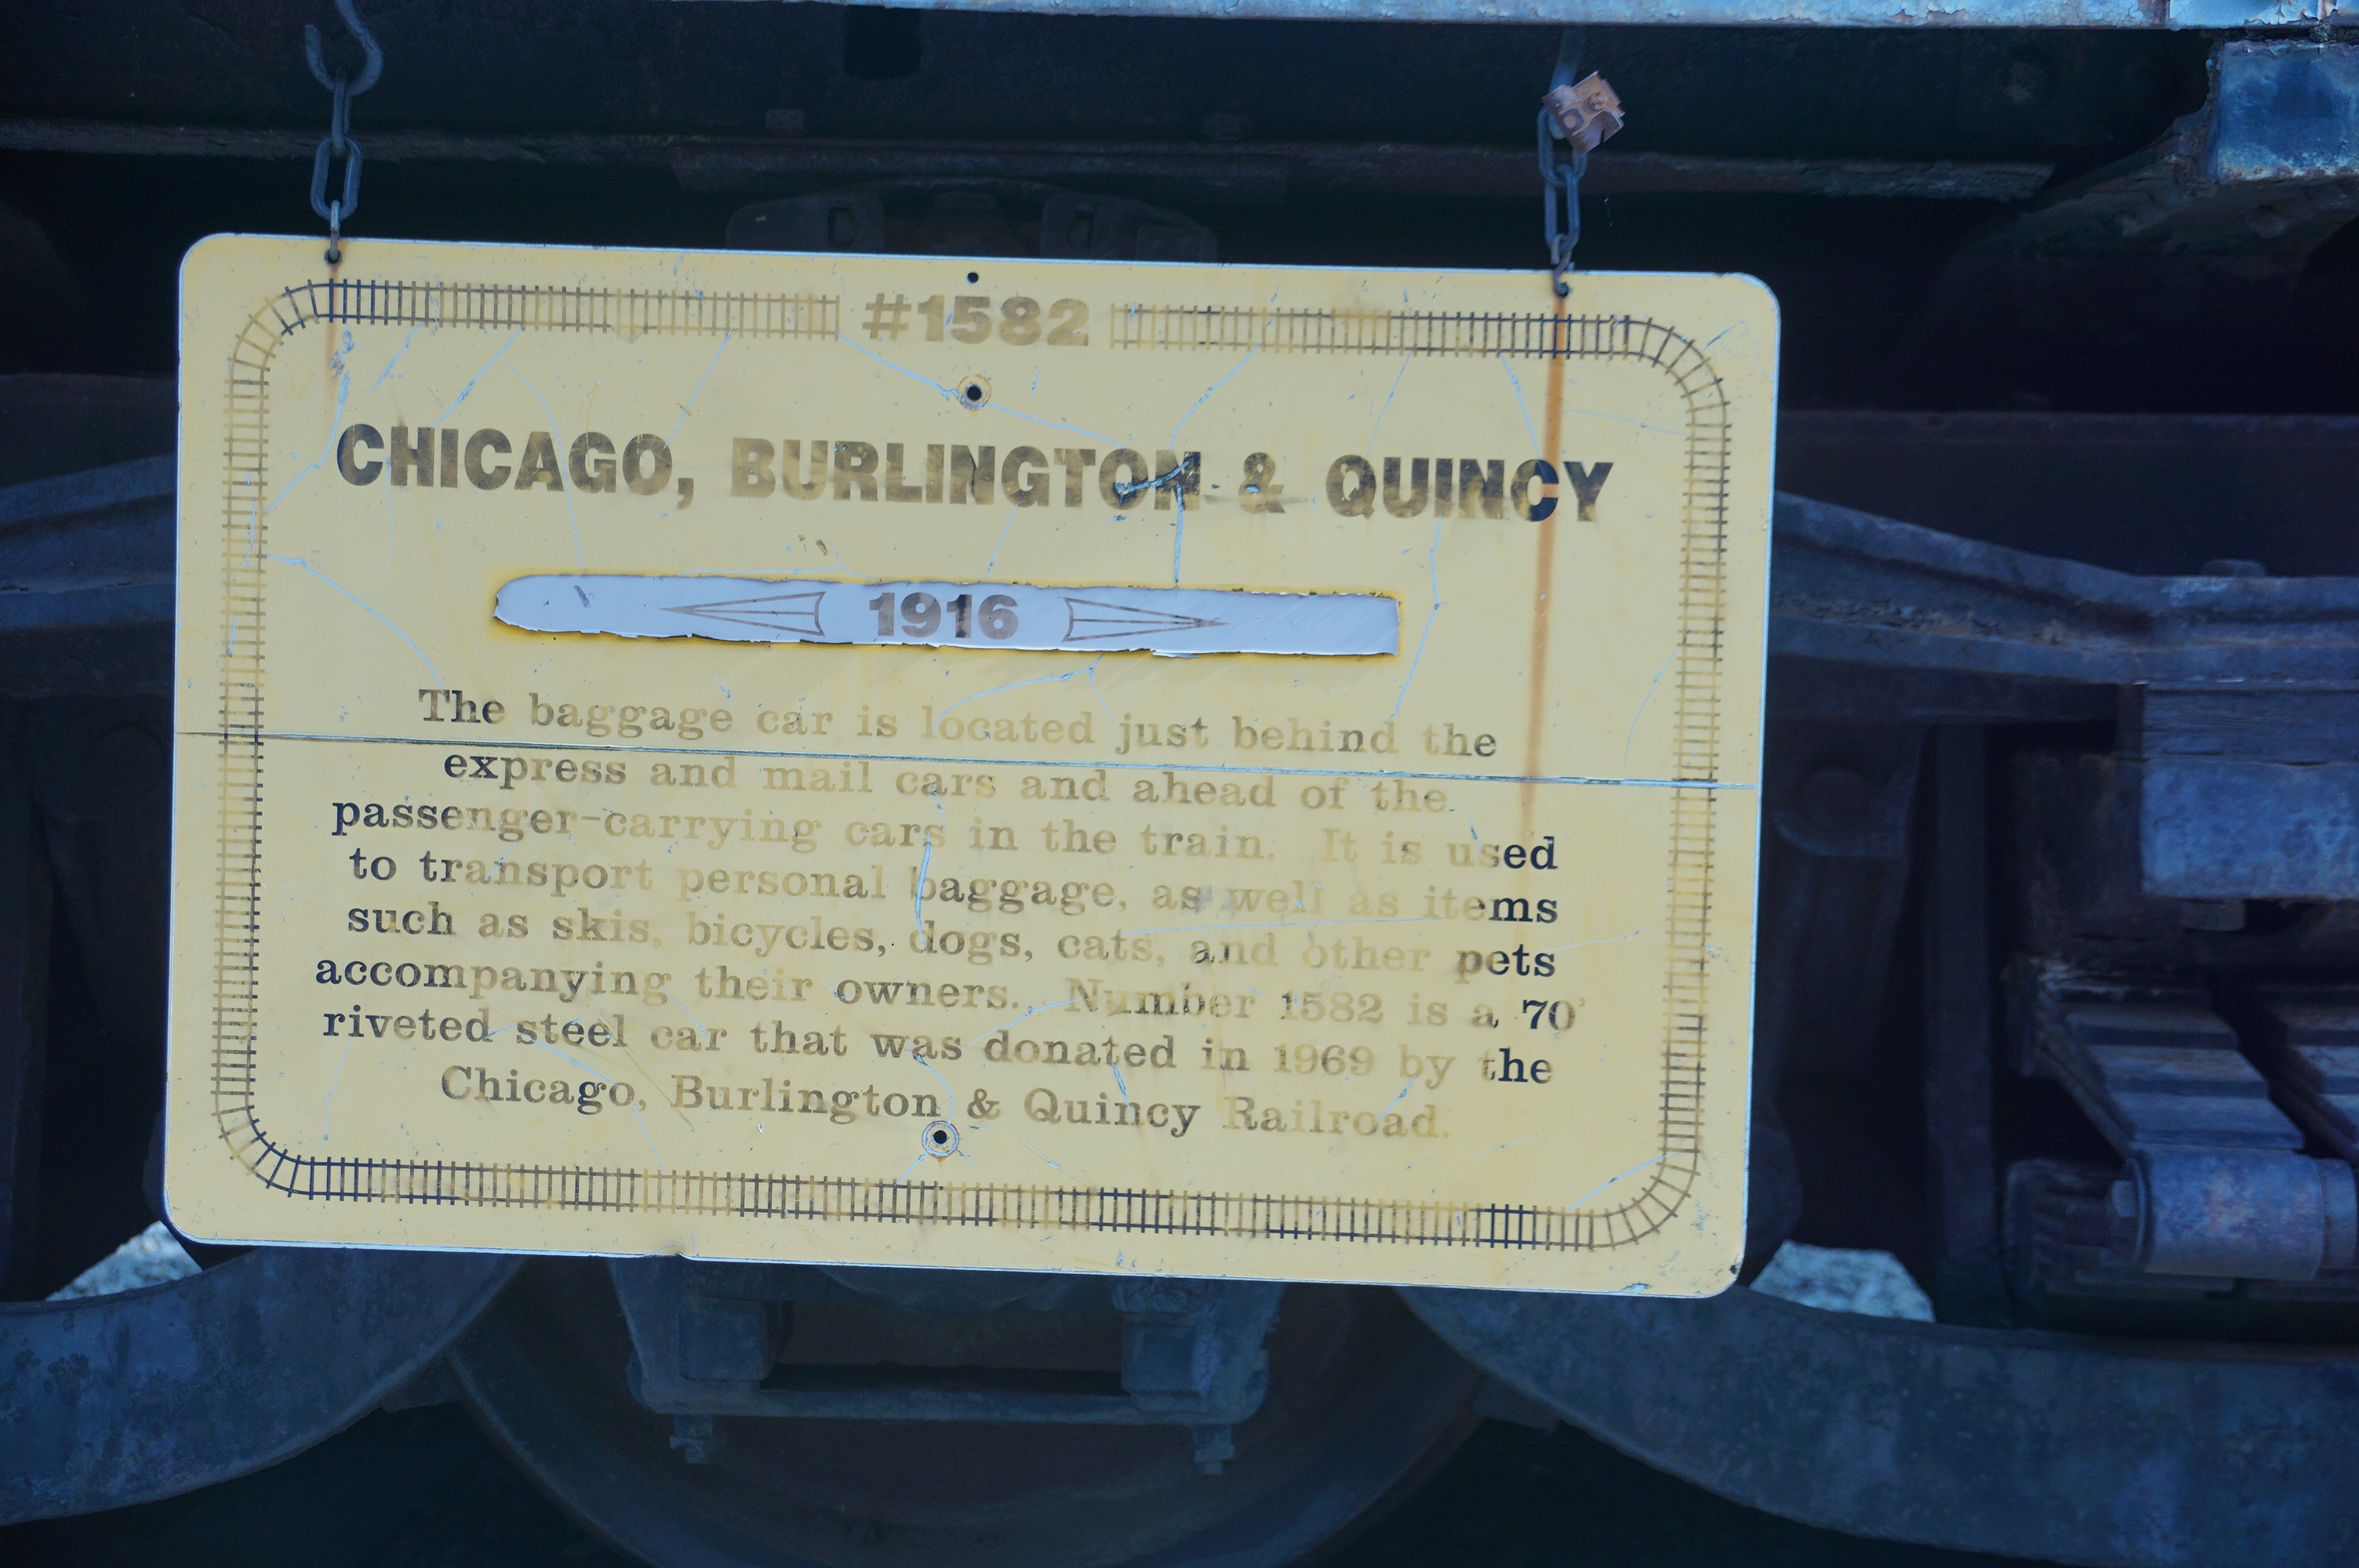 #1582
CHICAGO, BURLINGTON & QUINCY
1916
The baggage car is located just behind the
express and mail cars and ahead of the
passenger-carrying cars in the train. It is used
to transport personal baggage, as well as items
such as skis, bicycles, dogs, cats, and other pets
accompanying their owners. Number 1582 is a 70'
riveted steel car that was donated in 1969 by the
Chicago, Burlington & Quincy Railroad.